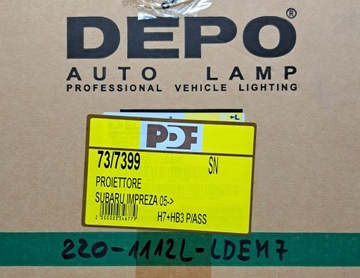 DEPO®
AUTO LAMP
PROFESSIONAL VEHICLE LIGHTING
←L
PDF
73/7399 SN
PROIETTORE
SUBARU IMPREZA 05->
H7+HB3 P/ASS
220-1112L-LDEM7